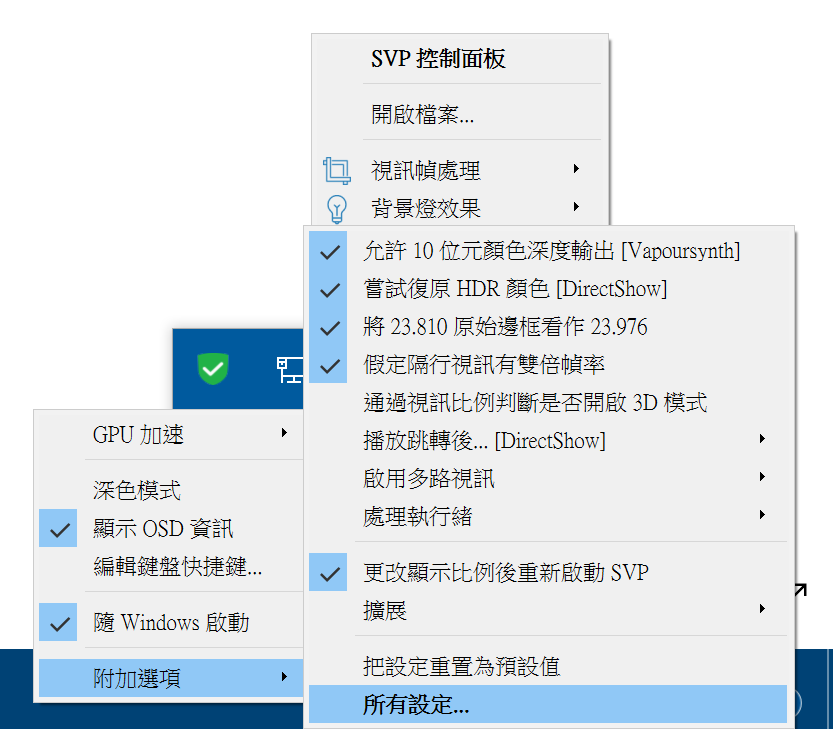 SVP 控制面板
開啟檔案...
視訊幀處理
背景燈效果
GPU 加速
深色模式
顯示 OSD 資訊
編輯鍵盤快捷鍵...
隨 Windows 啟動
附加選項
允許 10 位元顏色深度輸出 [Vapoursynth]
嘗試復原 HDR 顏色 [DirectShow]
將 23.810 原始邊框看作 23.976
假定隔行視訊有雙倍幀率
通過視訊比例判斷是否開啟 3D 模式
播放跳轉後... [DirectShow]
啟用多路視訊
處理執行緒
更改顯示比例後重新啟動 SVP
擴展
把設定重置為預設值
所有設定...